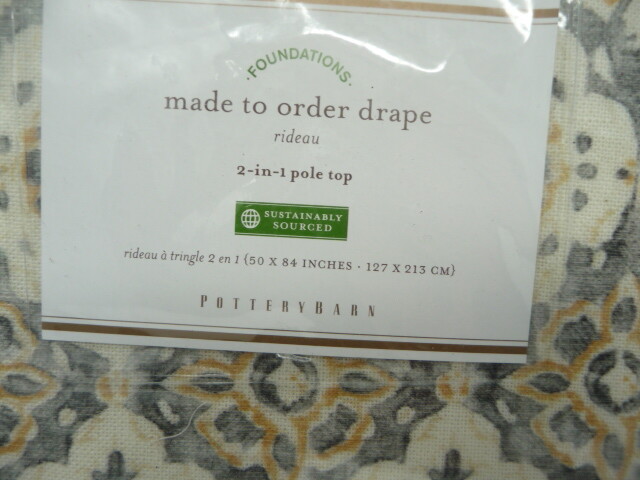 ·FOUNDATIONS·
made to order drape
rideau
2-in-1 pole top
SUSTAINABLY
SOURCED
rideau à tringle 2 en 1 {50 X 84 INCHES · 127 X 213 CM}
POTTERYBARN